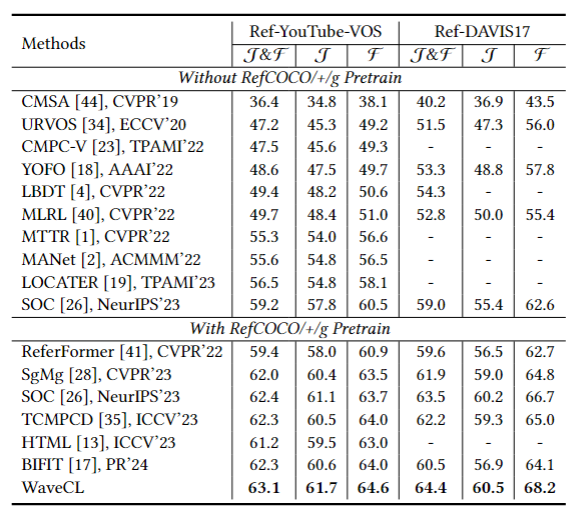 Methods Ref-YouTube-VOS Ref-DAVIS17
𝒥&ℱ 𝒥 ℱ 𝒥&ℱ 𝒥 ℱ
Without RefCOCO/+/g Pretrain
CMSA [44], CVPR'19 36.4 34.8 38.1 40.2 36.9 43.5
URVOS [34], ECCV'20 47.2 45.3 49.2 51.5 47.3 56.0
CMPC-V [23], TPAMI'22 47.5 45.6 49.3 - - -
YOFO [18], AAAI'22 48.6 47.5 49.7 53.3 48.8 57.8
LBDT [4], CVPR'22 49.4 48.2 50.6 54.3 - -
MLRL [40], CVPR'22 49.7 48.4 51.0 52.8 50.0 55.4
MTTR [1], CVPR'22 55.3 54.0 56.6 - - -
MANet [2], ACMMM'22 55.6 54.8 56.5 - - -
LOCATER [19], TPAMI'23 56.5 54.8 58.1 - - -
SOC [26], NeurIPS'23 59.2 57.8 60.5 59.0 55.4 62.6
With RefCOCO/+/g Pretrain
ReferFormer [41], CVPR'22 59.4 58.0 60.9 59.6 56.5 62.7
SgMg [28], CVPR'23 62.0 60.4 63.5 61.9 59.0 64.8
SOC [26], NeurIPS'23 62.4 61.1 63.7 63.5 60.2 66.7
TCMPCD [35], ICCV'23 62.3 60.5 64.0 62.2 59.3 65.0
HTML [13], ICCV'23 61.2 59.5 63.0 - - -
BIFIT [17], PR'24 62.3 60.6 64.0 60.5 56.9 64.1
WaveCL 63.1 61.7 64.6 64.4 60.5 68.2